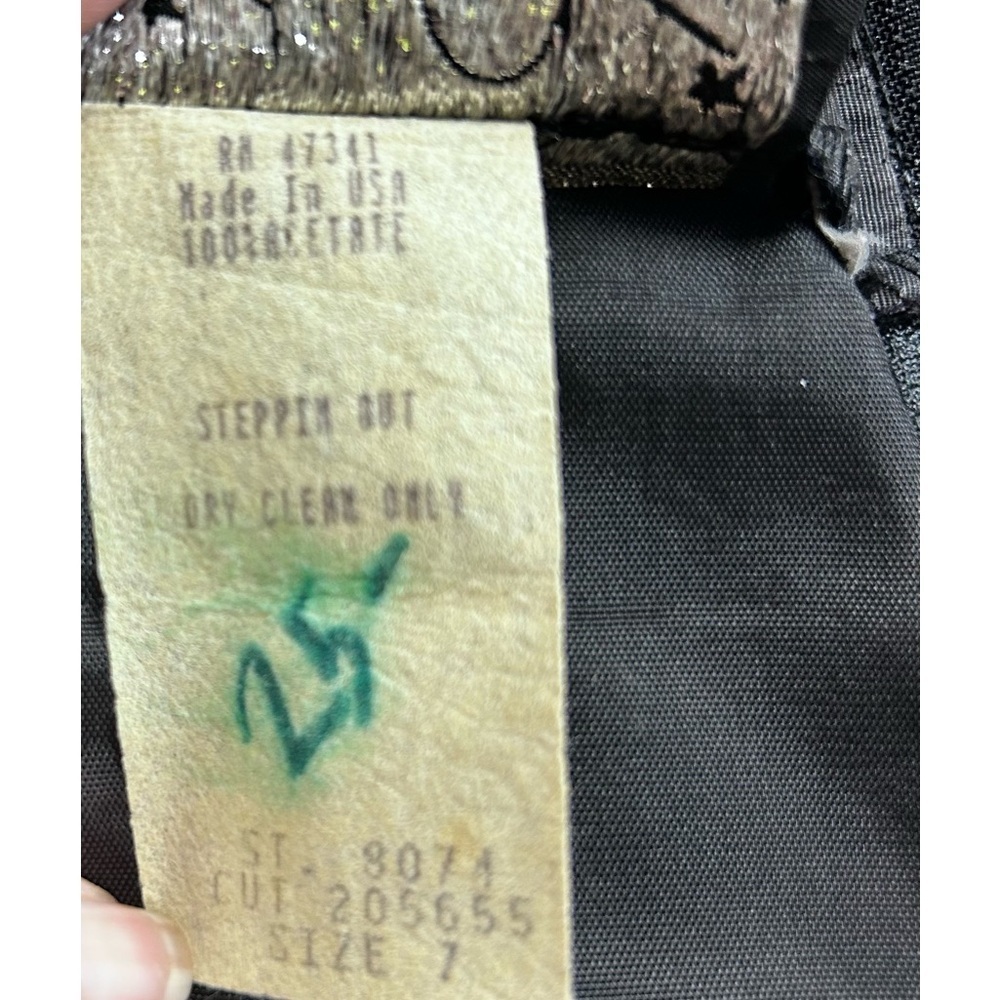 RN 47341
Made In USA
100%ACETATE
STEPPIN OUT
DRY CLEAN ONLY
25
ST. 8074
CUT 205655
SIZE 7